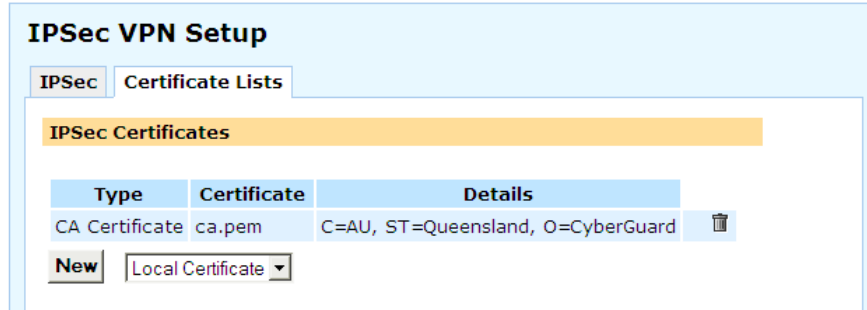 IPSec VPN Setup
IPSec Certificate Lists
IPSec Certificates
Type Certificate Details
CA Certificate ca.pem C=AU, ST=Queensland, O=CyberGuard
New Local Certificate